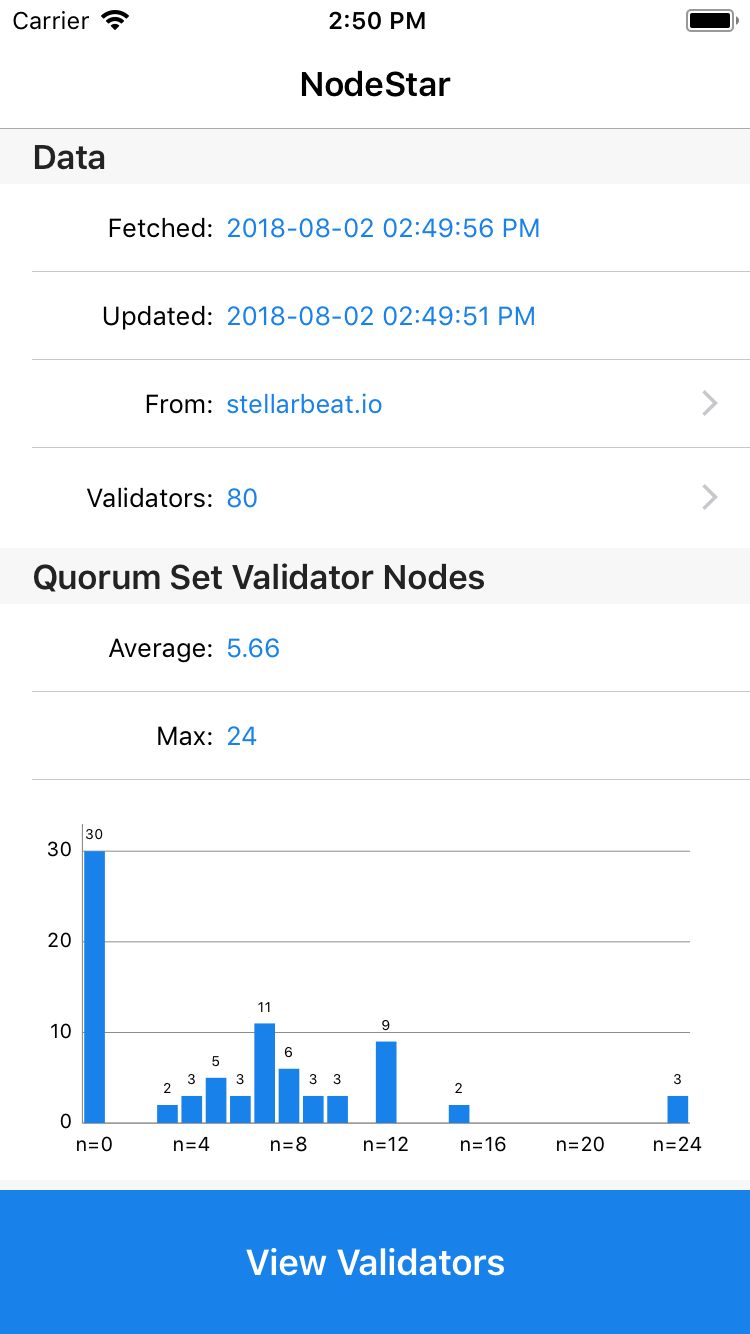 Carrier 2:50 PM
NodeStar
Data
Fetched: 2018-08-02 02:49:56 PM
Updated: 2018-08-02 02:49:51 PM
From: stellarbeat.io
Validators: 80
Quorum Set Validator Nodes
Average: 5.66
Max: 24
30
30
20
11
10
9
6
5
3 3 3 3 3
2 2
0
n=0 n=4 n=8 n=12 n=16 n=20 n=24
View Validators